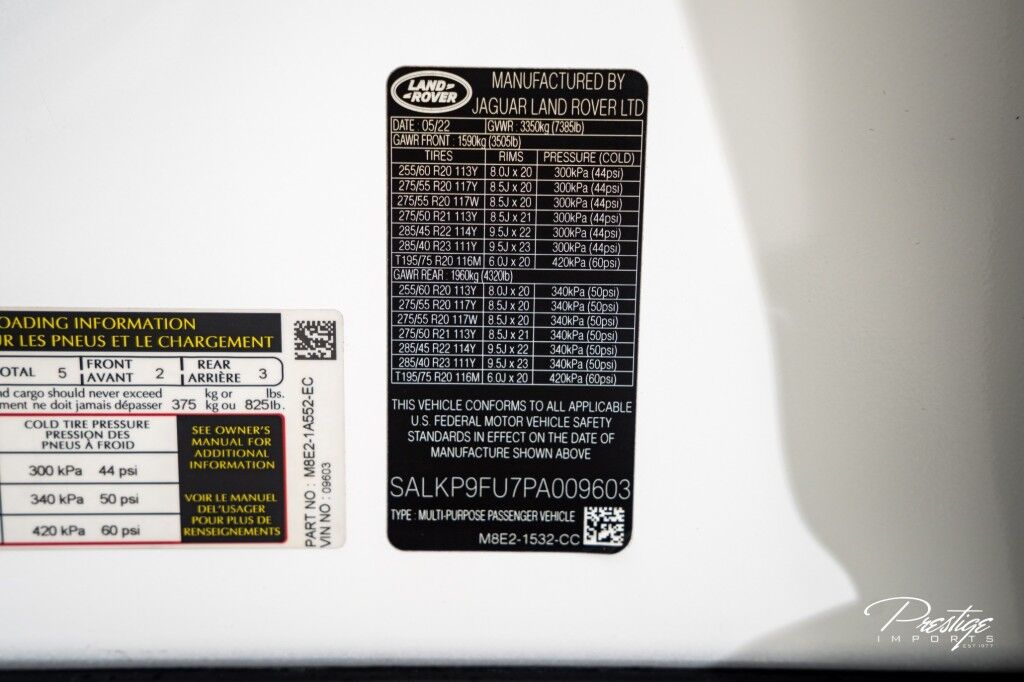 LAND ROVER
MANUFACTURED BY
JAGUAR LAND ROVER LTD
DATE : 05/22 GVWR : 3350kg (7385lb)
GAWR FRONT : 1590kg (3505lb)
TIRES RIMS PRESSURE (COLD)
255/60 R20 113Y 8.0J x 20 300kPa (44psi)
275/55 R20 117Y 8.5J x 20 300kPa (44psi)
275/55 R20 117W 8.5J x 20 300kPa (44psi)
275/50 R21 113Y 8.5J x 21 300kPa (44psi)
285/45 R22 114Y 9.5J x 22 300kPa (44psi)
285/40 R23 111Y 9.5J x 23 300kPa (44psi)
T195/75 R20 116M 6.0J x 20 420kPa (60psi)
GAWR REAR : 1960kg (4320lb)
255/60 R20 113Y 8.0J x 20 340kPa (50psi)
275/55 R20 117Y 8.5J x 20 340kPa (50psi)
275/55 R20 117W 8.5J x 20 340kPa (50psi)
275/50 R21 113Y 8.5J x 21 340kPa (50psi)
285/45 R22 114Y 9.5J x 22 340kPa (50psi)
285/40 R23 111Y 9.5J x 23 340kPa (50psi)
T195/75 R20 116M 6.0J x 20 420kPa (60psi)
THIS VEHICLE CONFORMS TO ALL APPLICABLE
U.S. FEDERAL MOTOR VEHICLE SAFETY
STANDARDS IN EFFECT ON THE DATE OF
MANUFACTURE SHOWN ABOVE
SALKP9FU7PA009603
TYPE : MULTI-PURPOSE PASSENGER VEHICLE
M8E2-1532-CC
OADING INFORMATION
UR LES PNEUS ET LE CHARGEMENT
OTAL 5 FRONT AVANT 2 REAR ARRIÈRE 3
nd cargo should never exceed kg or lbs.
ment ne doit jamais dépasser 375 kg ou 825lb.
COLD TIRE PRESSURE
PRESSION DES
PNEUS À FROID
300 kPa 44 psi
340 kPa 50 psi
420 kPa 60 psi
SEE OWNER'S
MANUAL FOR
ADDITIONAL
INFORMATION
VOIR LE MANUEL
DEL'USAGER
POUR PLUS DE
RENSEIGNEMENTS
PART NO : M8E2-1A552-EC
VIN NO : 09603
Prestige
IMPORTS
EST 1977